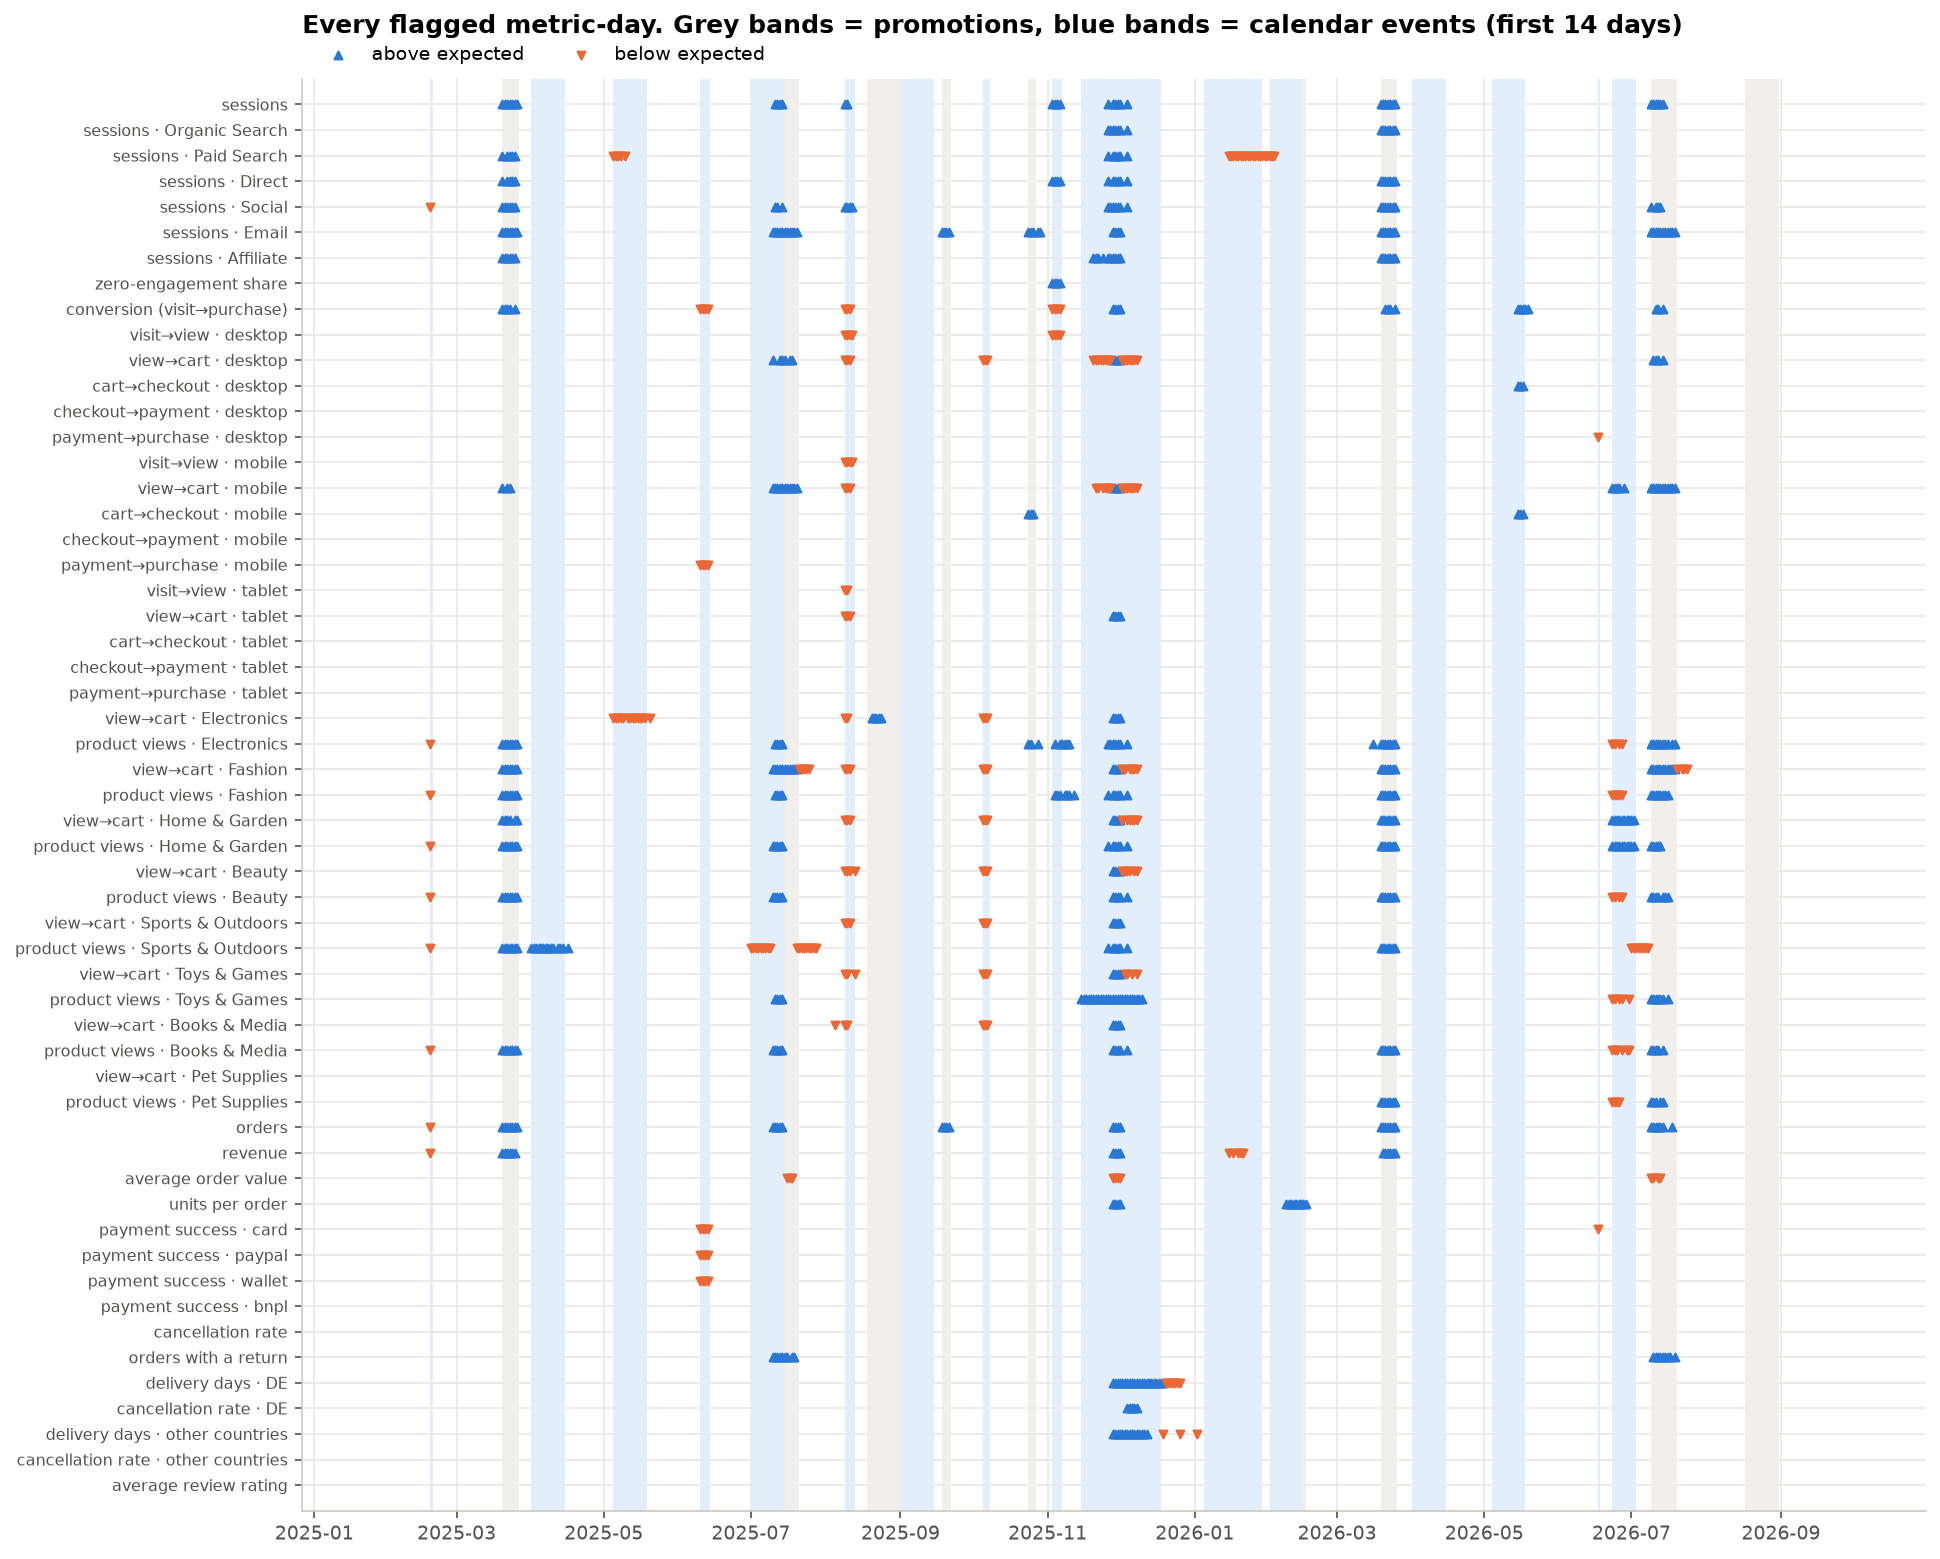 Every flagged metric-day. Grey bands = promotions, blue bands = calendar events (first 14 days)
above expected
below expected
sessions
sessions · Organic Search
sessions · Paid Search
sessions · Direct
sessions · Social
sessions · Email
sessions · Affiliate
zero-engagement share
conversion (visit→purchase)
visit→view · desktop
view→cart · desktop
cart→checkout · desktop
checkout→payment · desktop
payment→purchase · desktop
visit→view · mobile
view→cart · mobile
cart→checkout · mobile
checkout→payment · mobile
payment→purchase · mobile
visit→view · tablet
view→cart · tablet
cart→checkout · tablet
checkout→payment · tablet
payment→purchase · tablet
view→cart · Electronics
product views · Electronics
view→cart · Fashion
product views · Fashion
view→cart · Home & Garden
product views · Home & Garden
view→cart · Beauty
product views · Beauty
view→cart · Sports & Outdoors
product views · Sports & Outdoors
view→cart · Toys & Games
product views · Toys & Games
view→cart · Books & Media
product views · Books & Media
view→cart · Pet Supplies
product views · Pet Supplies
orders
revenue
average order value
units per order
payment success · card
payment success · paypal
payment success · wallet
payment success · bnpl
cancellation rate
orders with a return
delivery days · DE
cancellation rate · DE
delivery days · other countries
cancellation rate · other countries
average review rating
2025-01
2025-03
2025-05
2025-07
2025-09
2025-11
2026-01
2026-03
2026-05
2026-07
2026-09